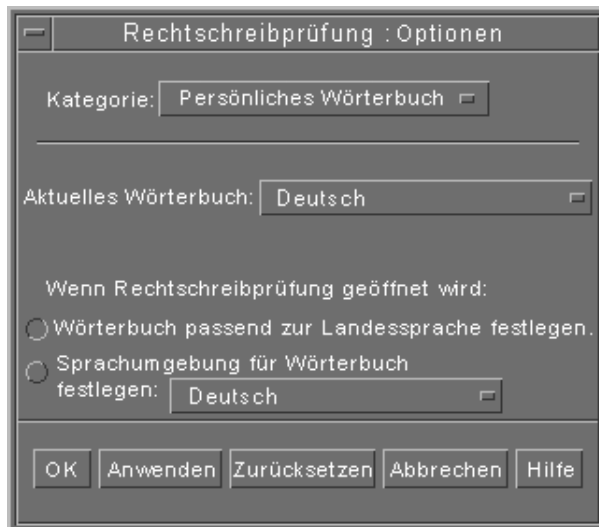 Rechtschreibprüfung : Optionen
Kategorie: Persönliches Wörterbuch
Aktuelles Wörterbuch: Deutsch
Wenn Rechtschreibprüfung geöffnet wird:
Wörterbuch passend zur Landessprache festlegen.
Sprachumgebung für Wörterbuch
festlegen: Deutsch
OK Anwenden Zurücksetzen Abbrechen Hilfe